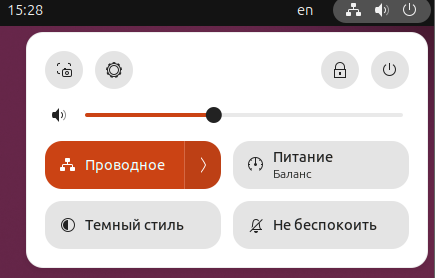 15:28
en
Проводное
Питание
Баланс
Темный стиль
Не беспокоить